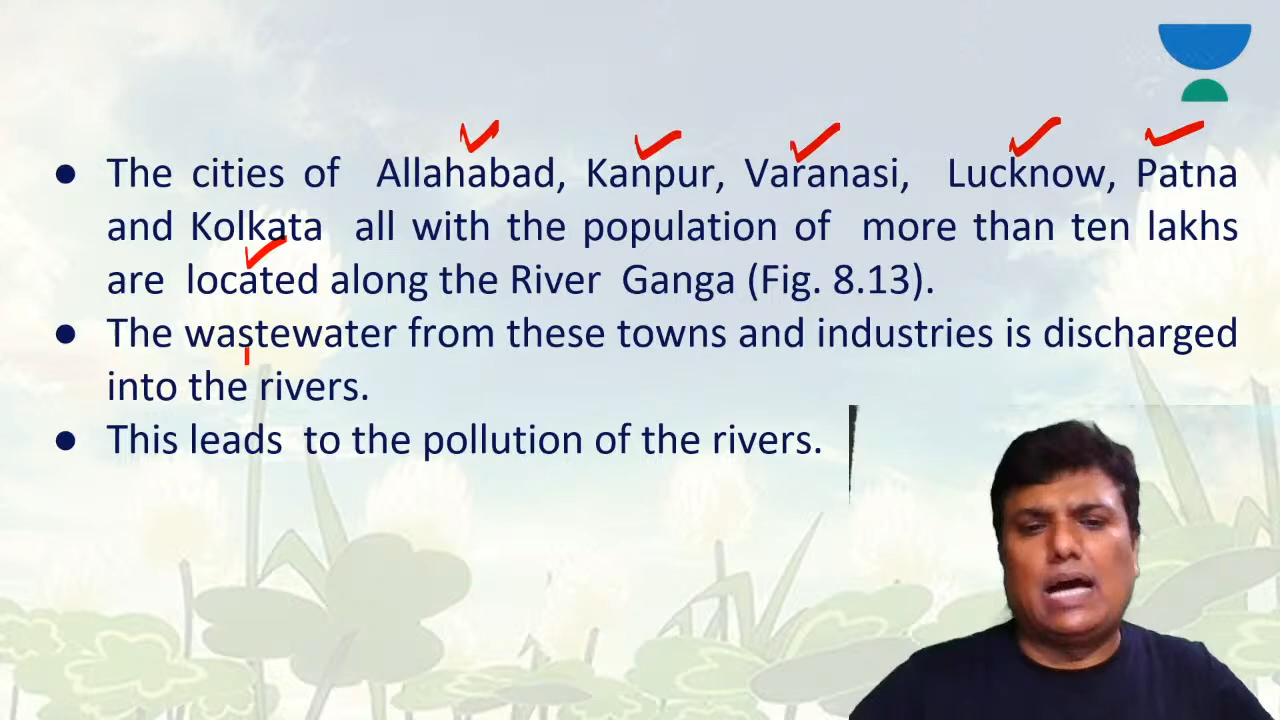 ● The cities of Allahabad, Kanpur, Varanasi, Lucknow, Patna
and Kolkata all with the population of more than ten lakhs
are located along the River Ganga (Fig. 8.13).
● The wastewater from these towns and industries is discharged
into the rivers.
● This leads to the pollution of the rivers.